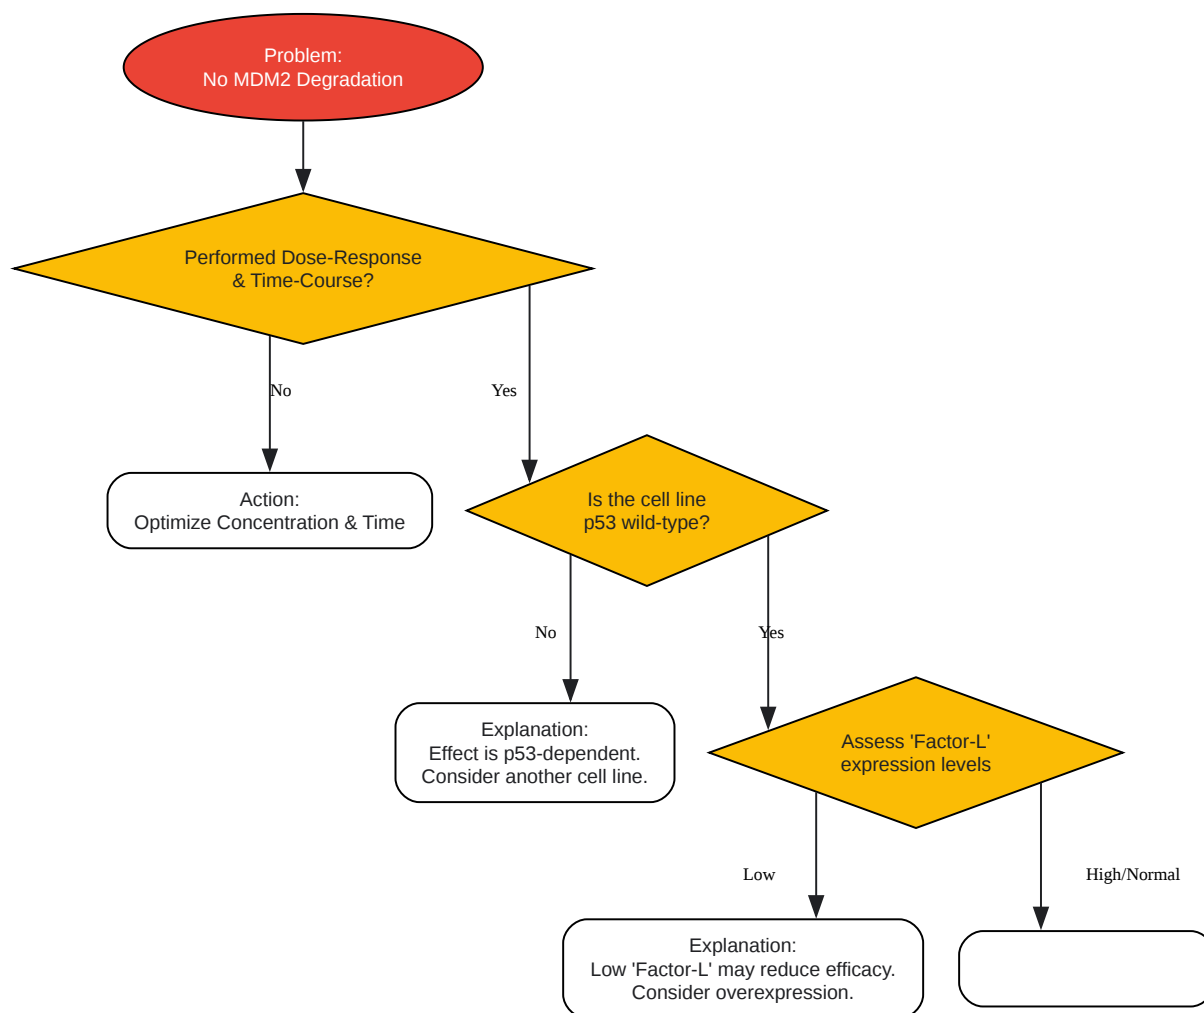 Problem:
No MDM2 Degradation
Performed Dose-Response
& Time-Course?
No
Yes
Action:
Optimize Concentration & Time
Is the cell line
p53 wild-type?
No
Yes
Explanation:
Effect is p53-dependent.
Consider another cell line.
Assess 'Factor-L'
expression levels
Low
High/Normal
Explanation:
Low 'Factor-L' may reduce efficacy.
Consider overexpression.